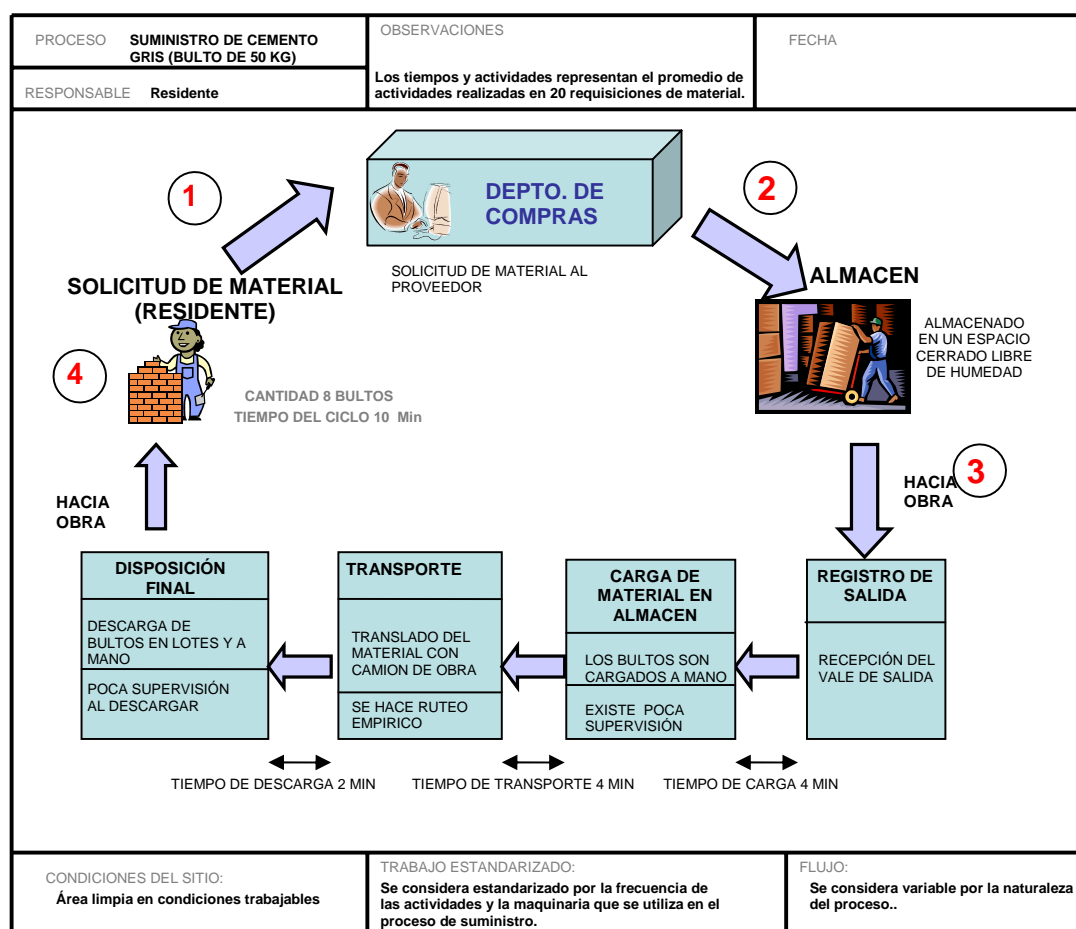 PROCESO SUMINISTRO DE CEMENTO
GRIS (BULTO DE 50 KG)
RESPONSABLE Residente
OBSERVACIONES
Los tiempos y actividades representan el promedio de
actividades realizadas en 20 requisiciones de material.
FECHA
1
DEPTO. DE
COMPRAS
2
SOLICITUD DE MATERIAL AL
PROVEEDOR
SOLICITUD DE MATERIAL
(RESIDENTE)
ALMACEN
ALMACENADO
EN UN ESPACIO
CERRADO LIBRE
DE HUMEDAD
4
CANTIDAD 8 BULTOS
TIEMPO DEL CICLO 10 Min
HACIA
OBRA
3
HACIA
OBRA
DISPOSICIÓN
FINAL
DESCARGA DE
BULTOS EN LOTES Y A
MANO
POCA SUPERVISIÓN
AL DESCARGAR
TRANSPORTE
TRANSLADO DEL
MATERIAL CON
CAMION DE OBRA
SE HACE RUTEO
EMPIRICO
CARGA DE
MATERIAL EN
ALMACEN
LOS BULTOS SON
CARGADOS A MANO
EXISTE POCA
SUPERVISIÓN
REGISTRO DE
SALIDA
RECEPCIÓN DEL
VALE DE SALIDA
TIEMPO DE DESCARGA 2 MIN
TIEMPO DE TRANSPORTE 4 MIN
TIEMPO DE CARGA 4 MIN
CONDICIONES DEL SITIO:
Área limpia en condiciones trabajables
TRABAJO ESTANDARIZADO:
Se considera estandarizado por la frecuencia de
las actividades y la maquinaria que se utiliza en el
proceso de suministro.
FLUJO:
Se considera variable por la naturaleza
del proceso..